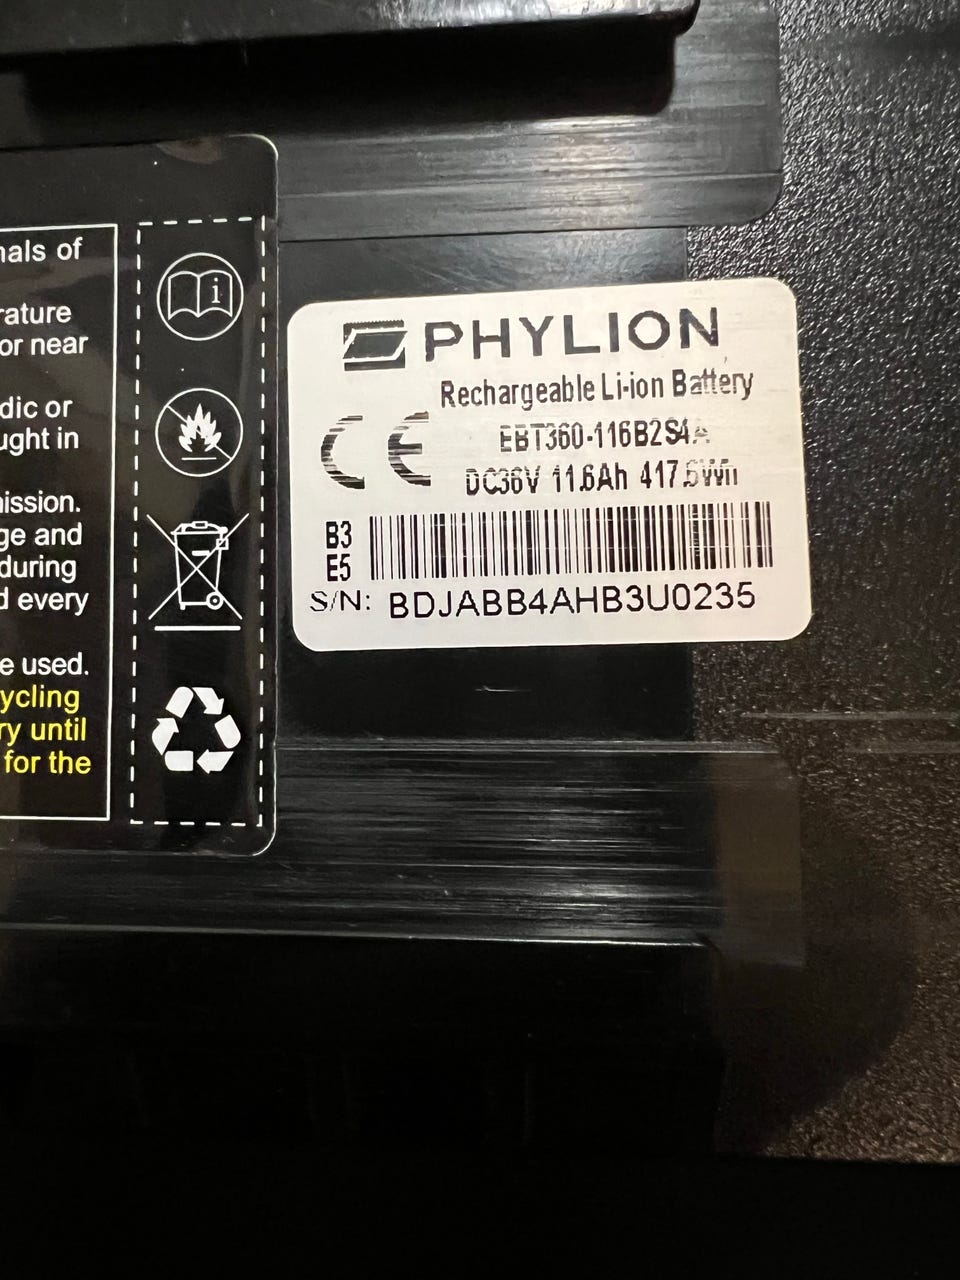 nals of
rature
or near
dic or
ught in
ission.
ge and
during
d every
e used.
ycling
ry until
for the
i
PHYLION
Rechargeable Li-ion Battery
CE
EBT360-116B2S4A
DC36V 11.6Ah 417.6Wh
B3
E5
S/N: BDJABB4AHB3U0235